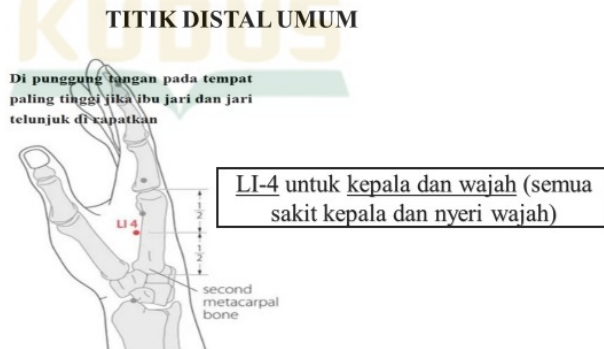 KUDUS
TITIK DISTAL UMUM
Di punggung tangan pada tempat
paling tinggi jika ibu jari dan jari
telunjuk di rapatkan
LI-4 untuk kepala dan wajah (semua
sakit kepala dan nyeri wajah)
LI 4
1/2
1/2
second
metacarpal
bone